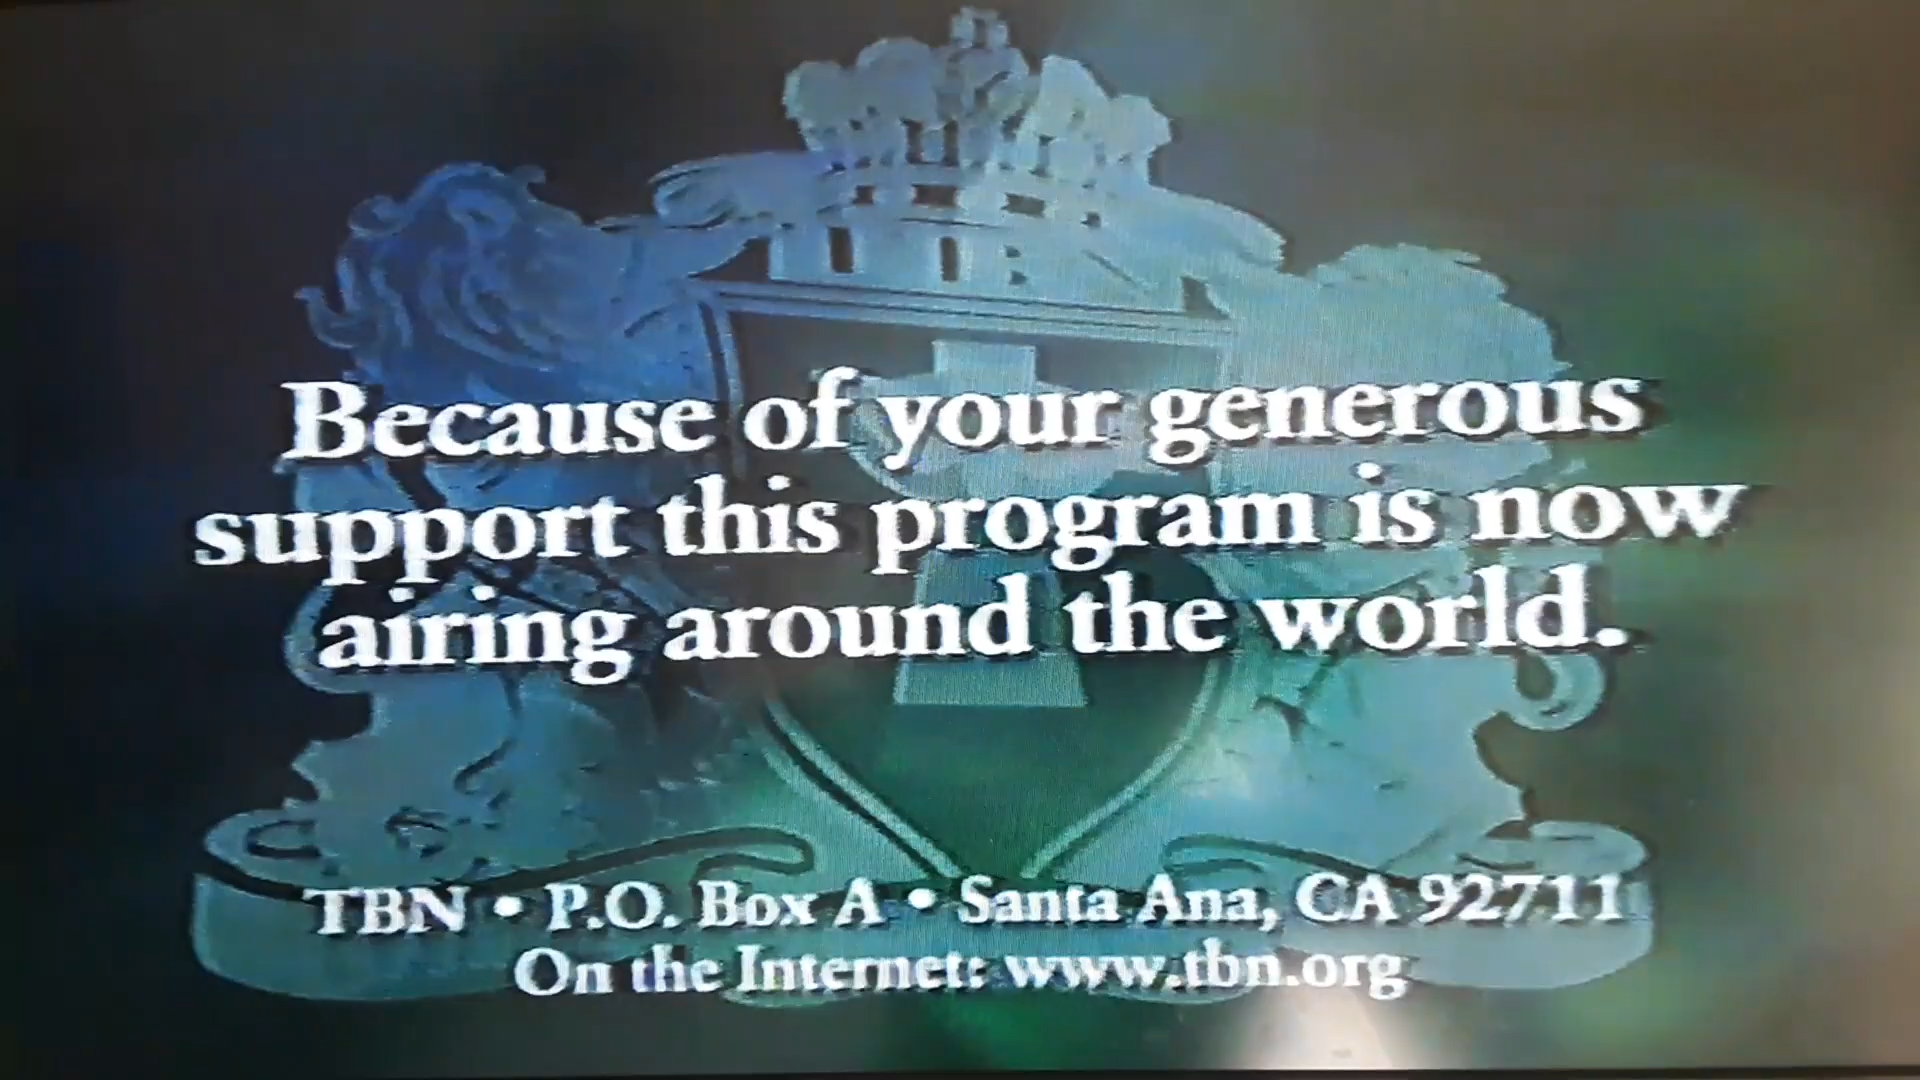 Because of your generous
support this program is now
airing around the world.
TBN • P.O. Box A • Santa Ana, CA 92711
On the Internet: www.tbn.org